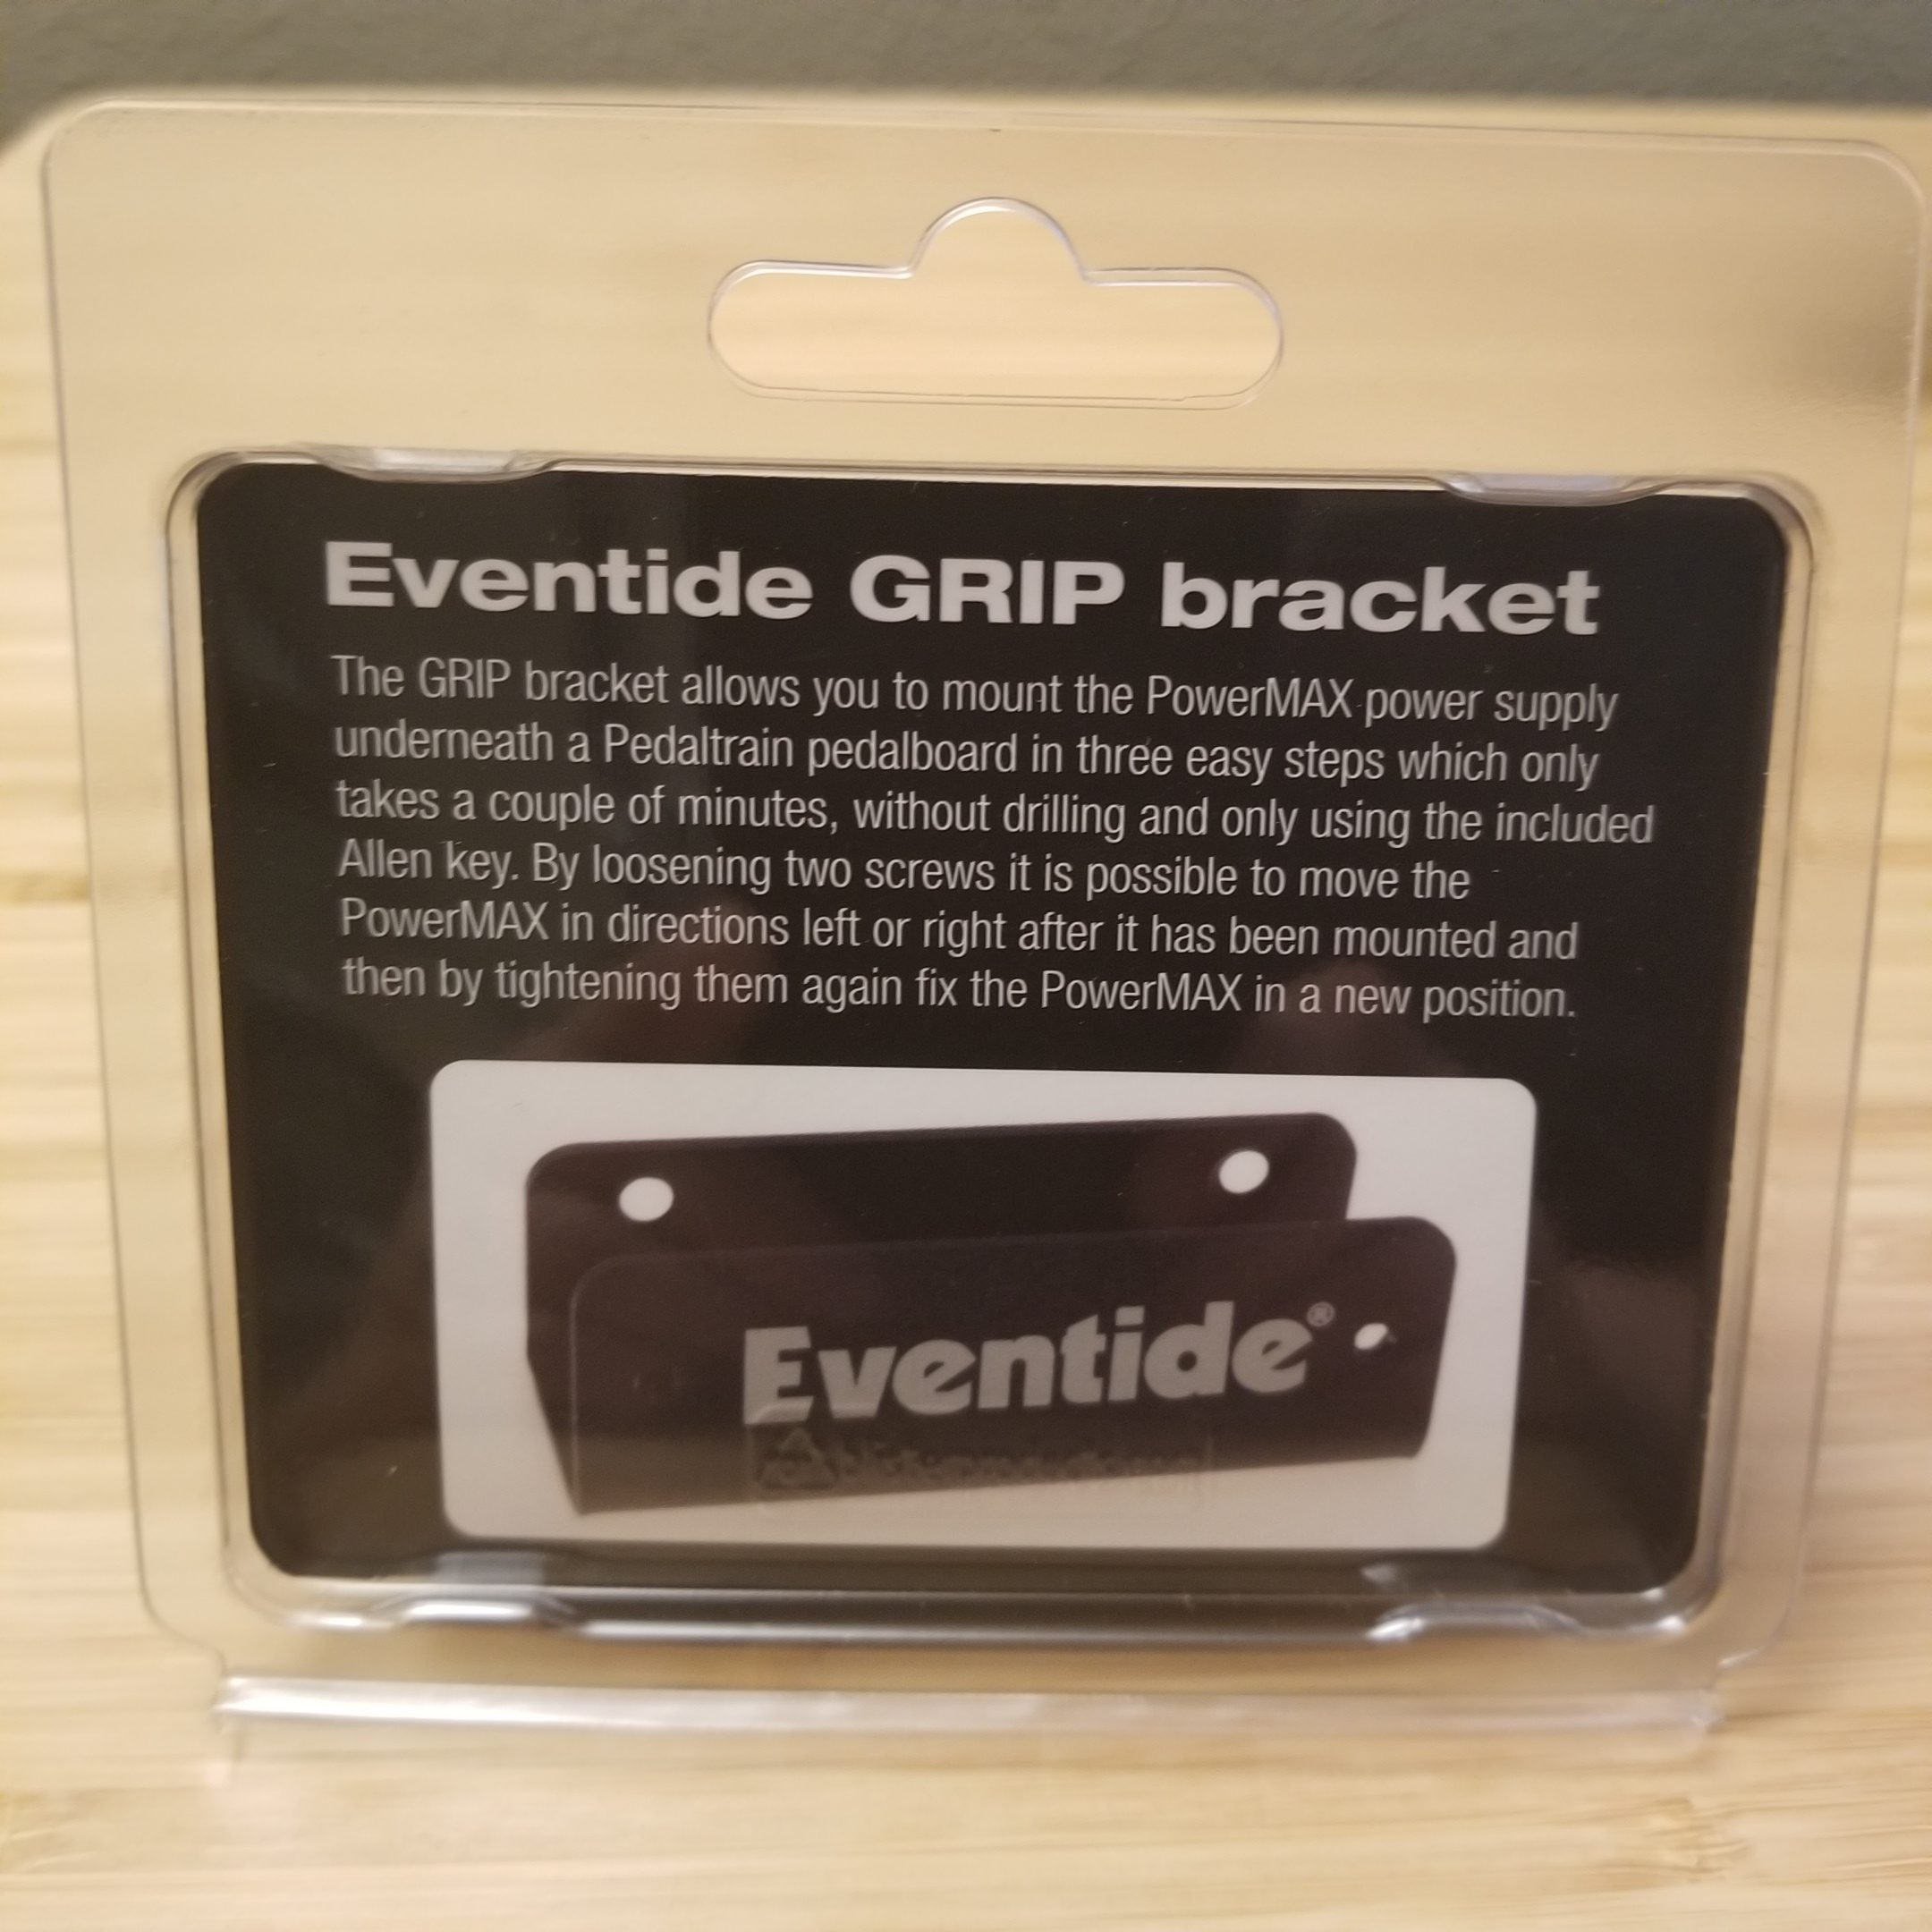 Eventide GRIP bracket
The GRIP bracket allows you to mount the PowerMAX power supply
underneath a Pedaltrain pedalboard in three easy steps which only
takes a couple of minutes, without drilling and only using the included
Allen key. By loosening two screws it is possible to move the
PowerMAX in directions left or right after it has been mounted and
then by tightening them again fix the PowerMAX in a new position.
Eventide®